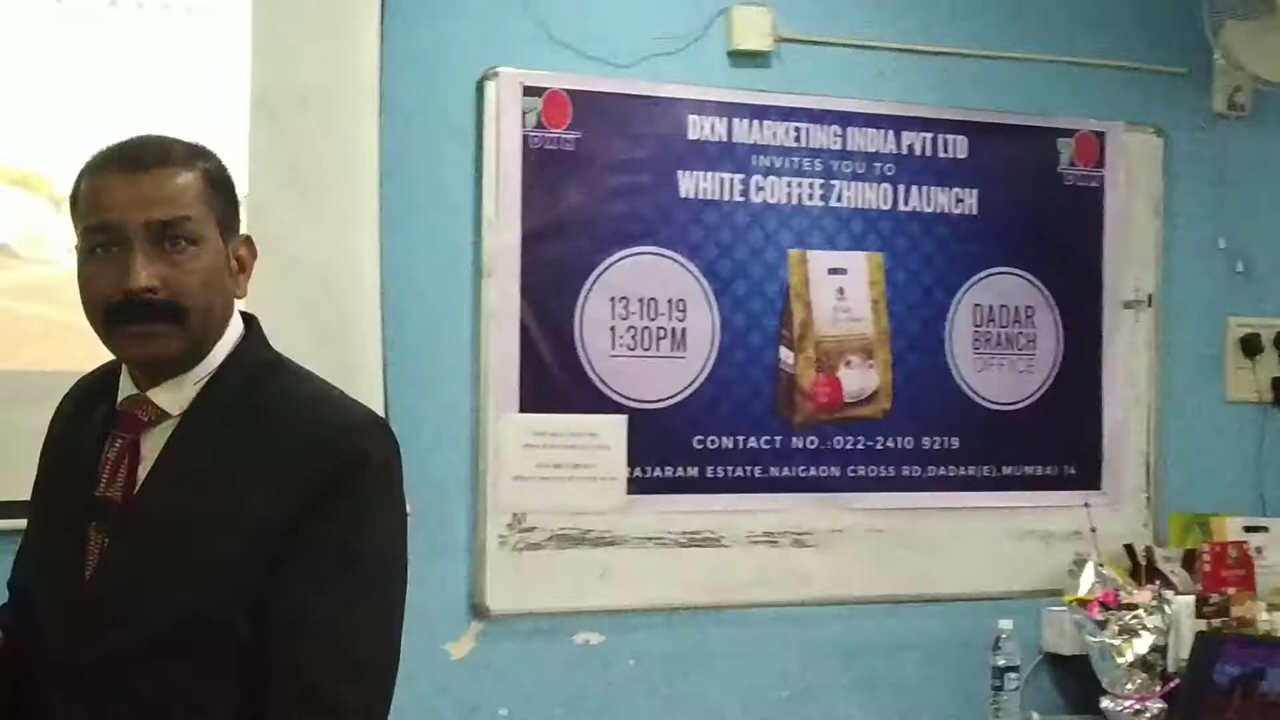 DXN
DXN
DXN MARKETING INDIA PVT LTD
INVITES YOU TO
WHITE COFFEE ZHINO LAUNCH
13-10-19
1:30PM
DADAR
BRANCH
OFFICE
CONTACT NO.:022-2410 9219
RAJARAM ESTATE,NAIGAON CROSS RD,DADAR(E),MUMBAI 14